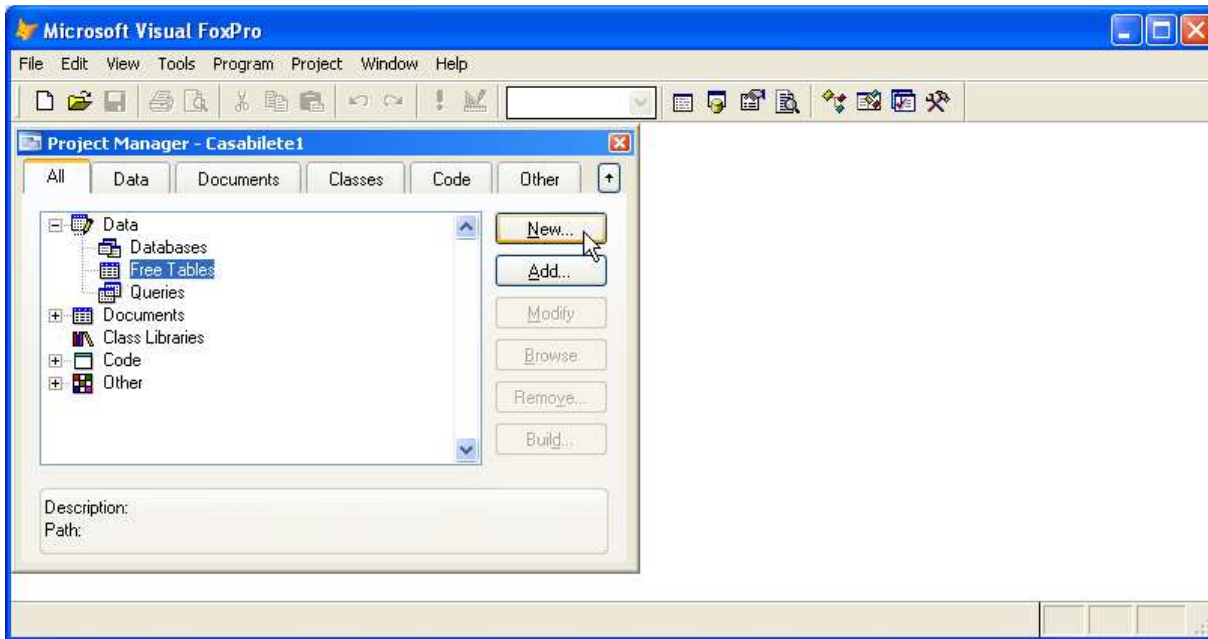 Microsoft Visual FoxPro
File Edit View Tools Program Project Window Help
Project Manager - Casabilete1
All Data Documents Classes Code Other
Data
Databases
Free Tables
Queries
Documents
Class Libraries
Code
Other
New...
Add...
Modify
Browse
Remove...
Build...
Description:
Path: